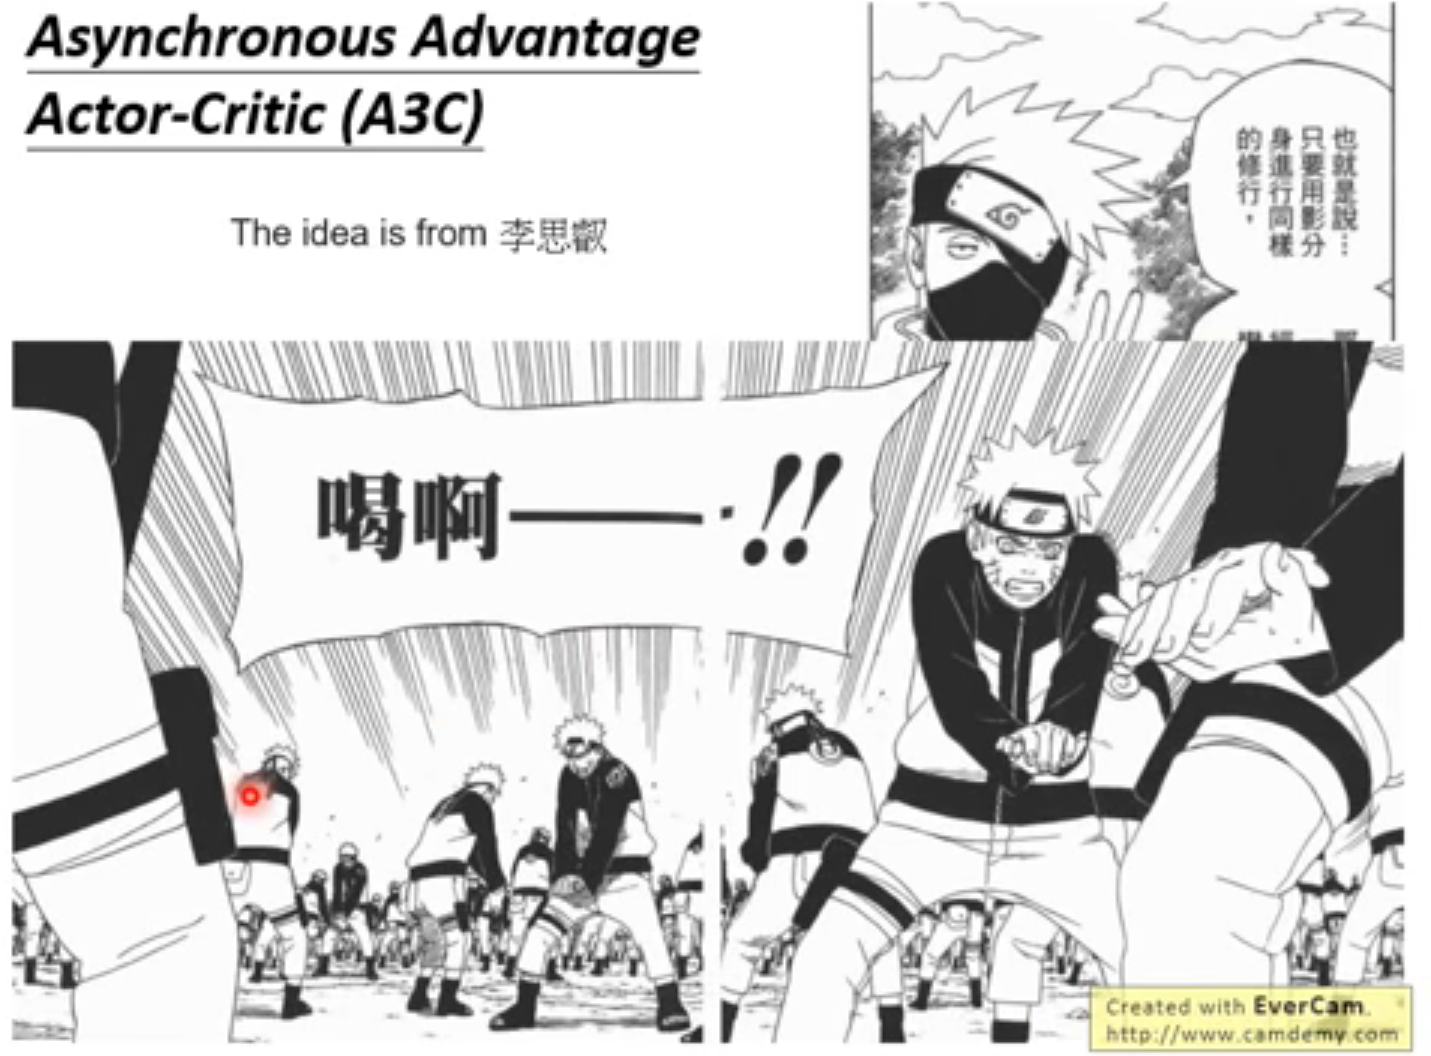 Asynchronous Advantage
Actor-Critic (A3C)
The idea is from 李思叡
也就是說…
只要用影分
身進行同樣
的修行，
喝啊——!!
Created with EverCam.
http://www.camdemy.com